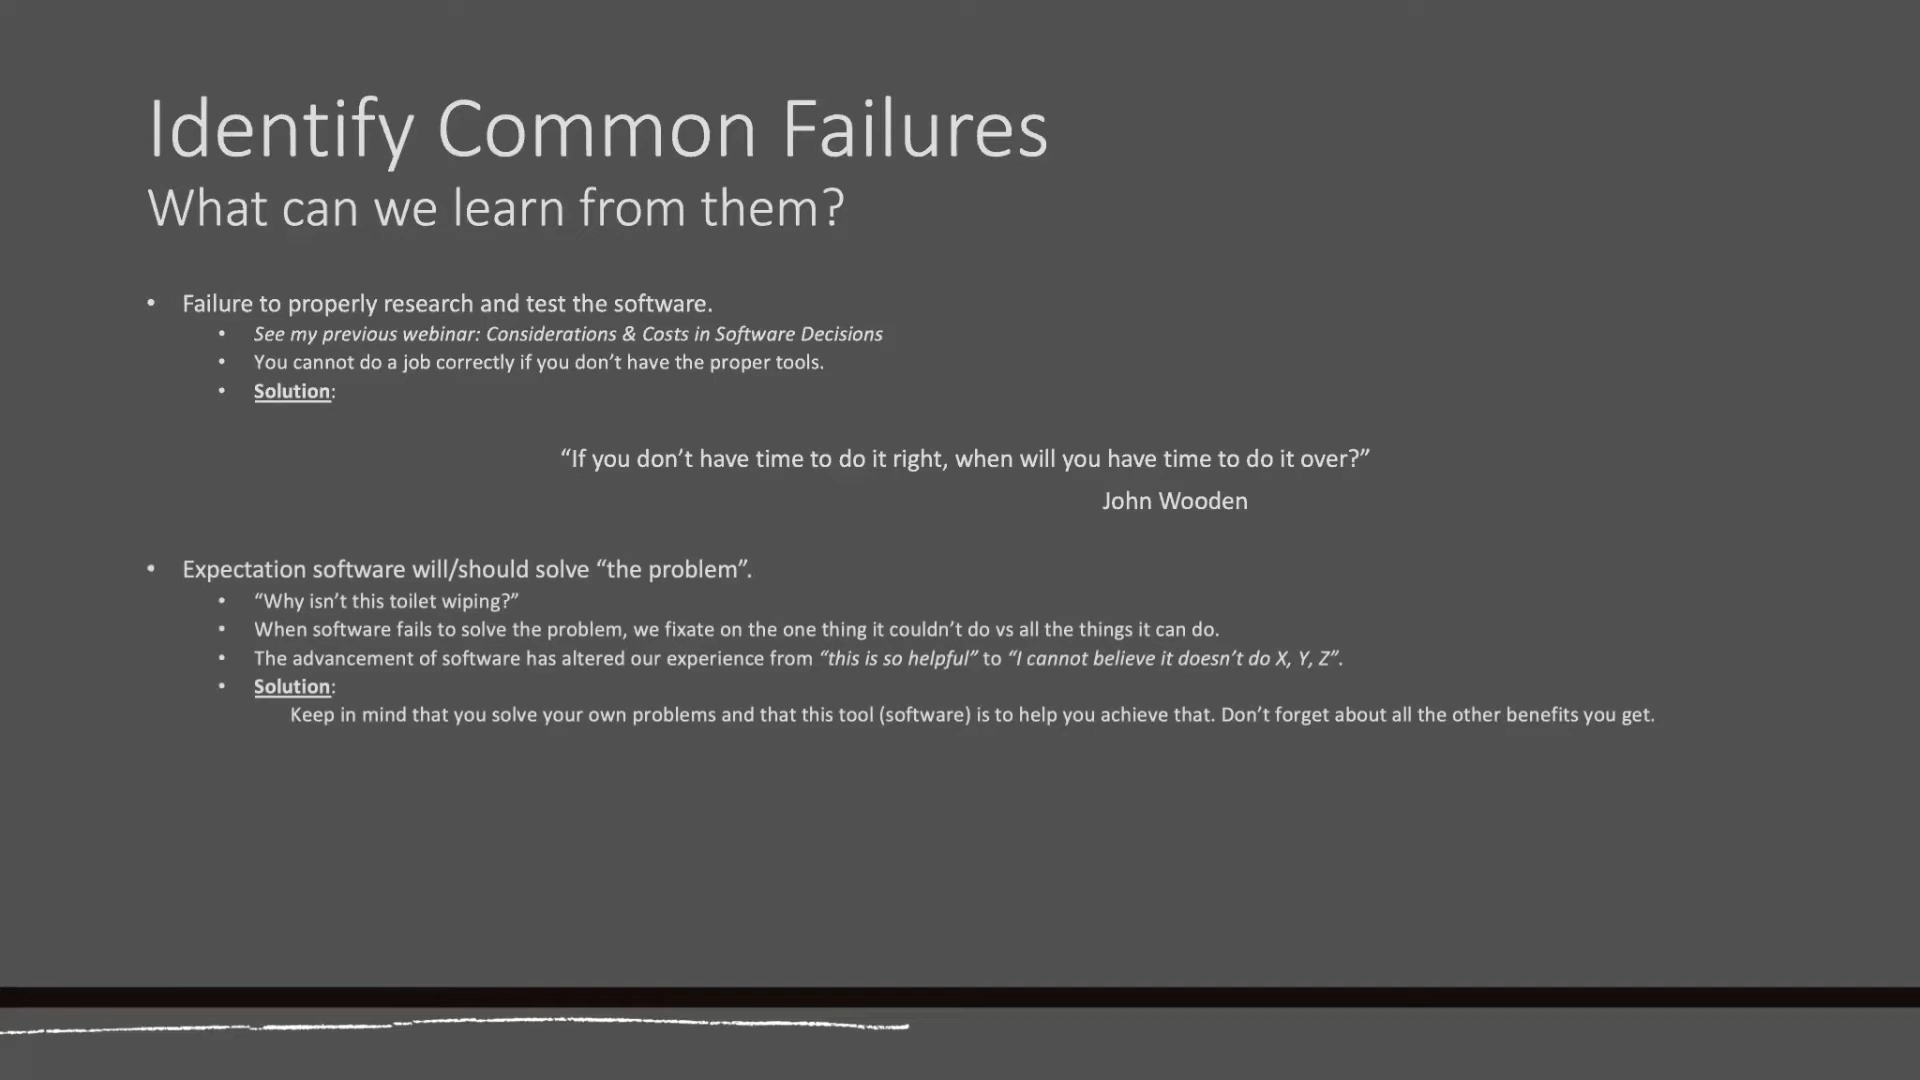 Identify Common Failures
What can we learn from them?
• Failure to properly research and test the software.
• See my previous webinar: Considerations & Costs in Software Decisions
• You cannot do a job correctly if you don’t have the proper tools.
• Solution:
“If you don’t have time to do it right, when will you have time to do it over?”
John Wooden
• Expectation software will/should solve “the problem”.
• “Why isn’t this toilet wiping?”
• When software fails to solve the problem, we fixate on the one thing it couldn’t do vs all the things it can do.
• The advancement of software has altered our experience from “this is so helpful” to “I cannot believe it doesn’t do X, Y, Z”.
• Solution:
Keep in mind that you solve your own problems and that this tool (software) is to help you achieve that. Don’t forget about all the other benefits you get.